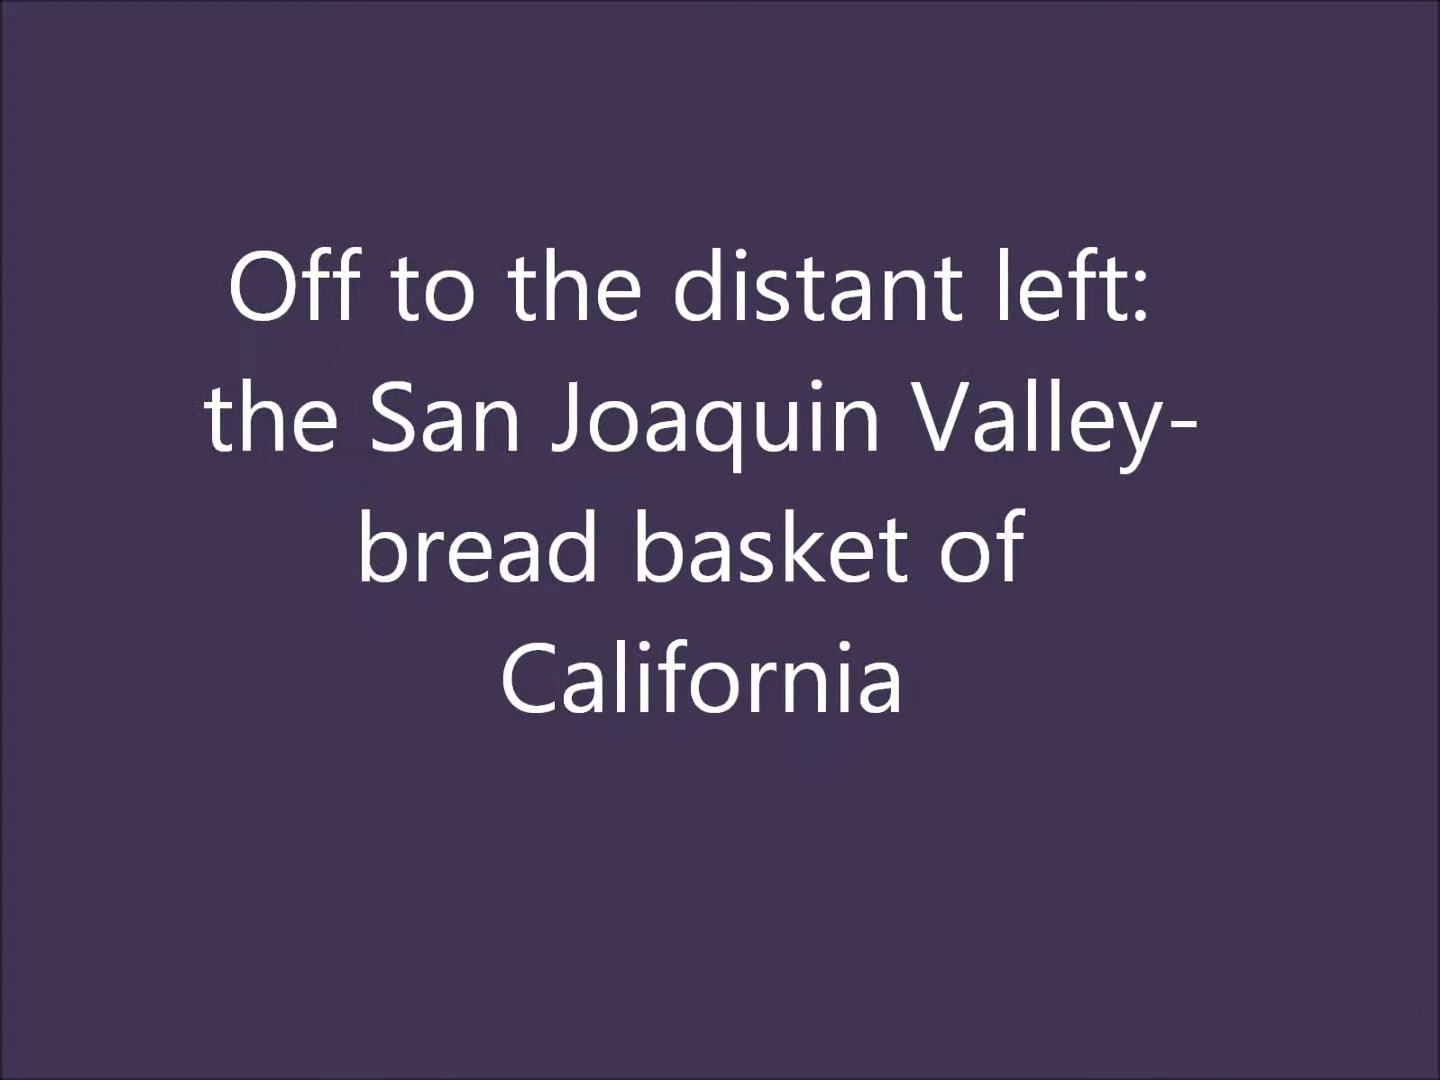 Off to the distant left:
the San Joaquin Valley-
bread basket of
California